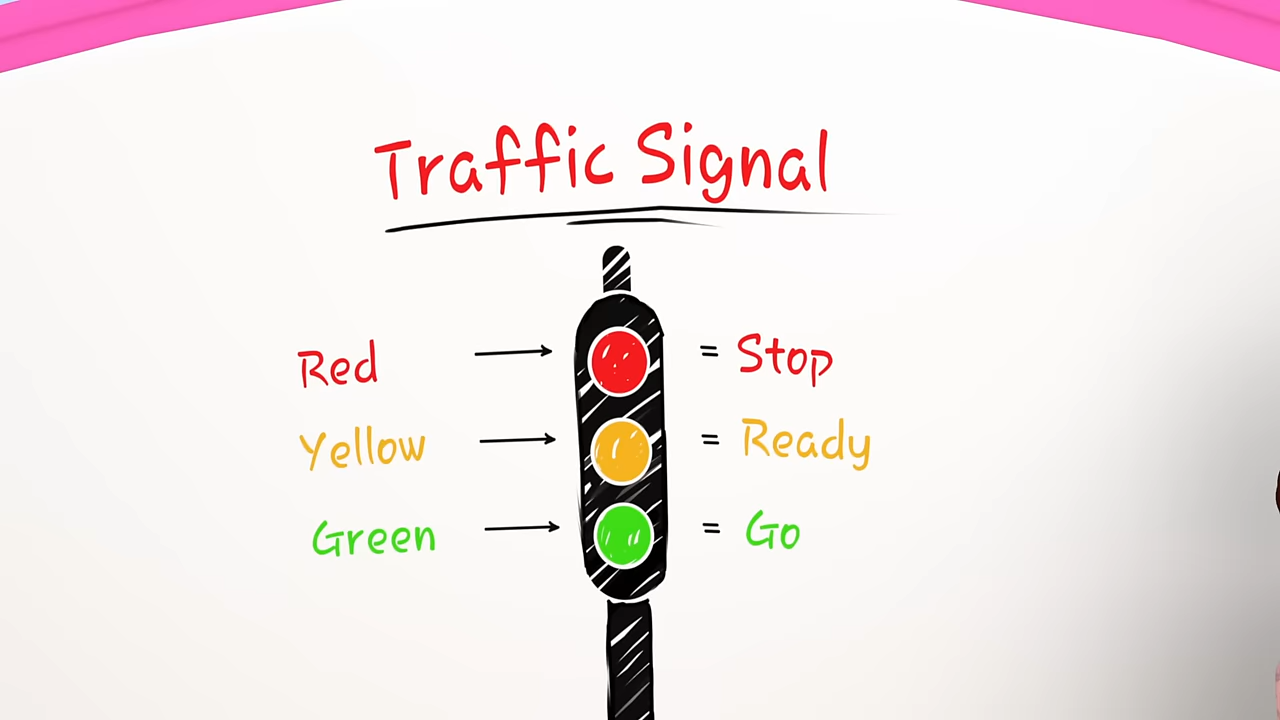 Traffic Signal
Red → = Stop
Yellow → = Ready
Green → = Go